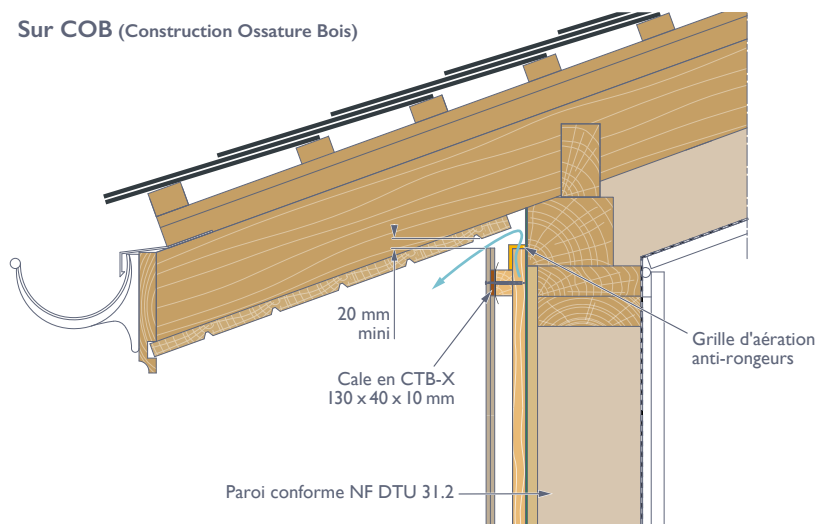 Sur COB (Construction Ossature Bois)
20 mm
mini
Cale en CTB-X
130 x 40 x 10 mm
Grille d'aération
anti-rongeurs
Paroi conforme NF DTU 31.2